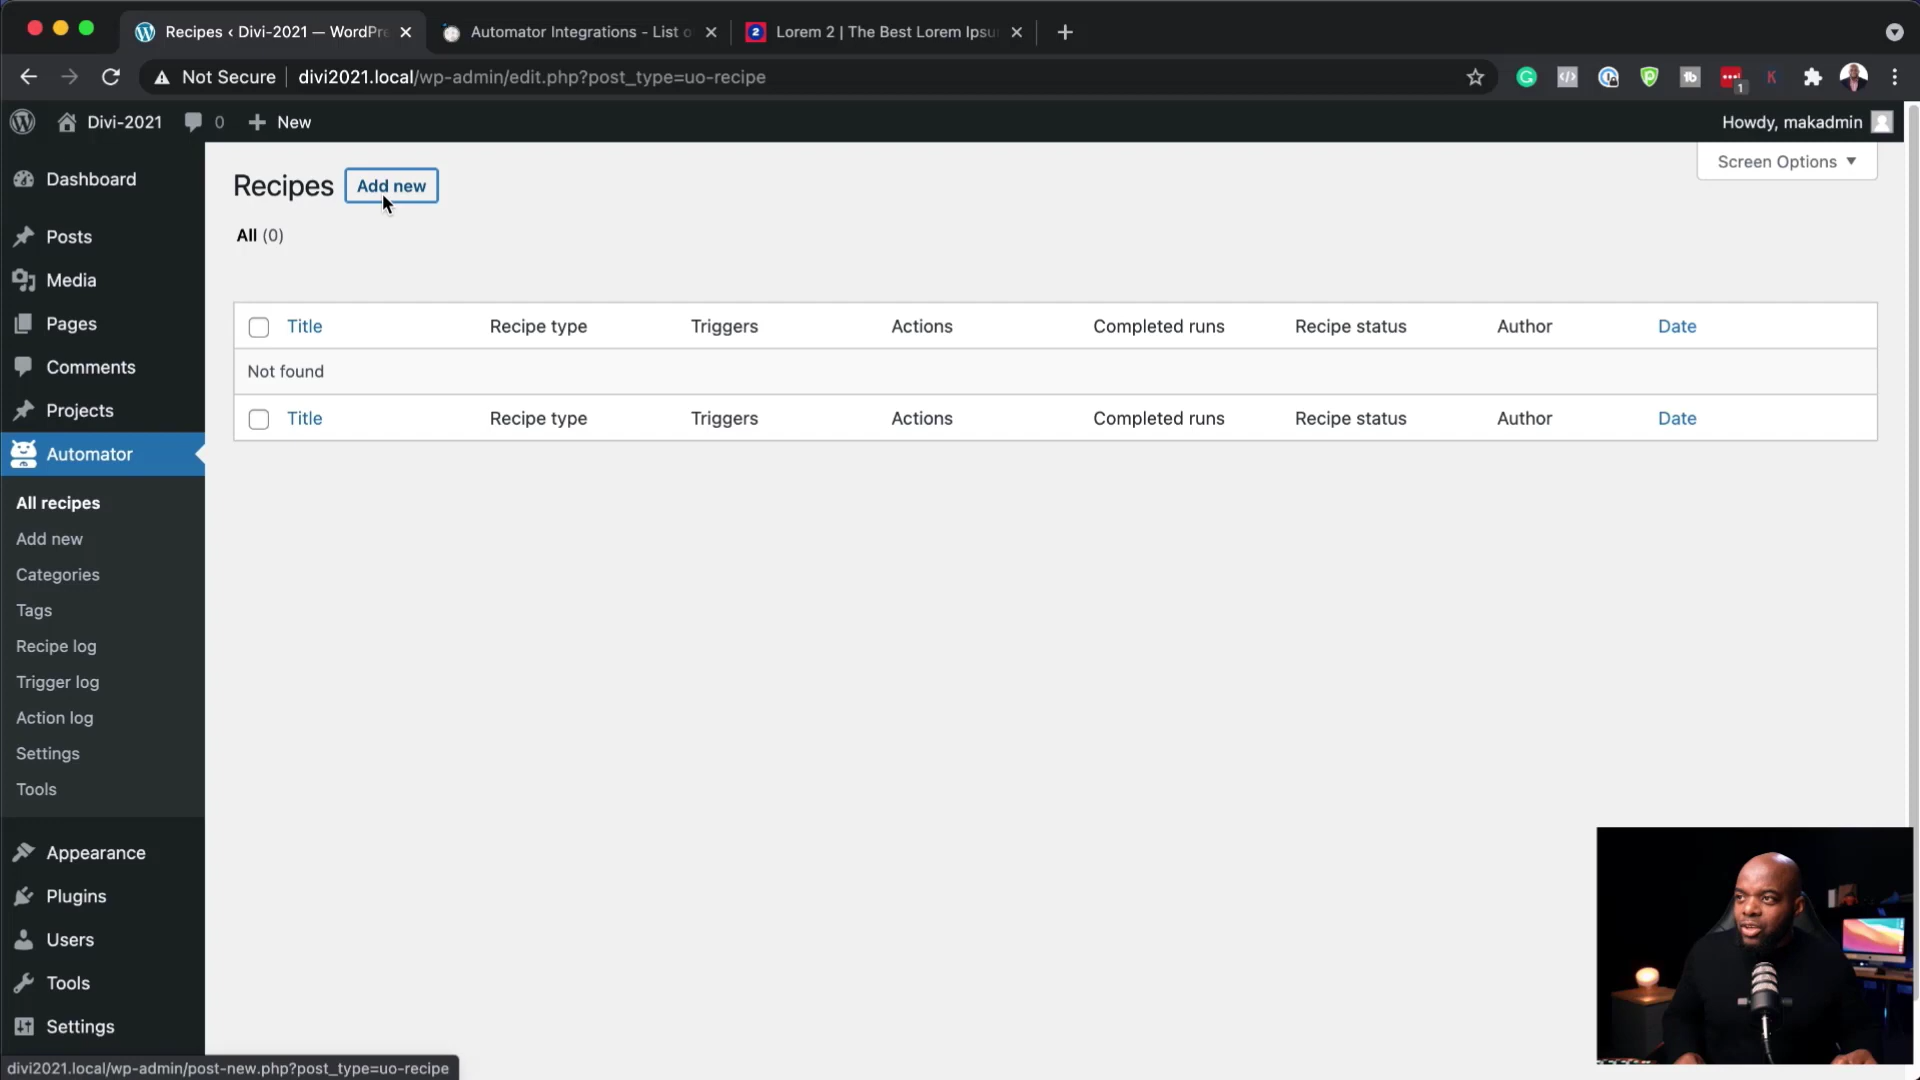 Recipes ‹ Divi-2021 — WordPre
Automator Integrations - List o
2 Lorem 2 | The Best Lorem Ipsu
Not Secure divi2021.local/wp-admin/edit.php?post_type=uo-recipe
1
Divi-2021 0 New
Howdy, makadmin
Screen Options
Recipes Add new
All (0)
Title Recipe type Triggers Actions Completed runs Recipe status Author Date
Not found
Title Recipe type Triggers Actions Completed runs Recipe status Author Date
Dashboard
Posts
Media
Pages
Comments
Projects
Automator
All recipes
Add new
Categories
Tags
Recipe log
Trigger log
Action log
Settings
Tools
Appearance
Plugins
Users
Tools
Settings
divi2021.local/wp-admin/post-new.php?post_type=uo-recipe